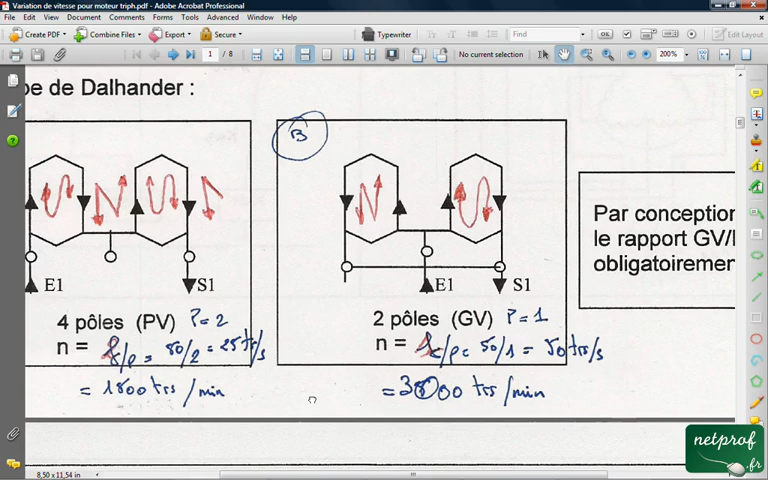 Variation de vitesse pour moteur triph.pdf - Adobe Acrobat Professional
File Edit View Document Comments Forms Tools Advanced Window Help
Create PDF Combine Files Export Secure Typewriter Find Edit Layout
1 / 8 No current selection 200%
pe de Dalhander :
B
S N S N
N S
Par conception
le rapport GV/
obligatoiremen
E1 S1
E1 S1
4 pôles (PV) P=2
n = f/p = 50/2 = 25 tr/s
= 1500 trs/min
2 pôles (GV) P=1
n = f/p = 50/1 = 50 trs/s
= 3000 trs/min
netprof
.fr
8,50 x 11,54 in